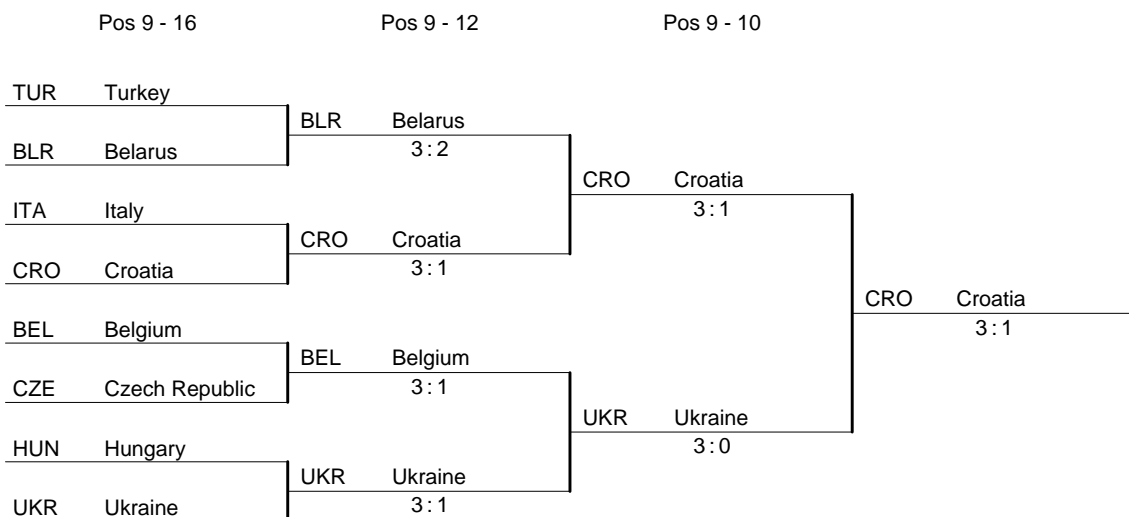 Pos 9 - 16 Pos 9 - 12 Pos 9 - 10
TUR Turkey
BLR Belarus
3 : 2
BLR Belarus
CRO Croatia
3 : 1
ITA Italy
CRO Croatia
3 : 1
CRO Croatia
CRO Croatia
3 : 1
BEL Belgium
BEL Belgium
3 : 1
CZE Czech Republic
UKR Ukraine
3 : 0
HUN Hungary
UKR Ukraine
3 : 1
UKR Ukraine